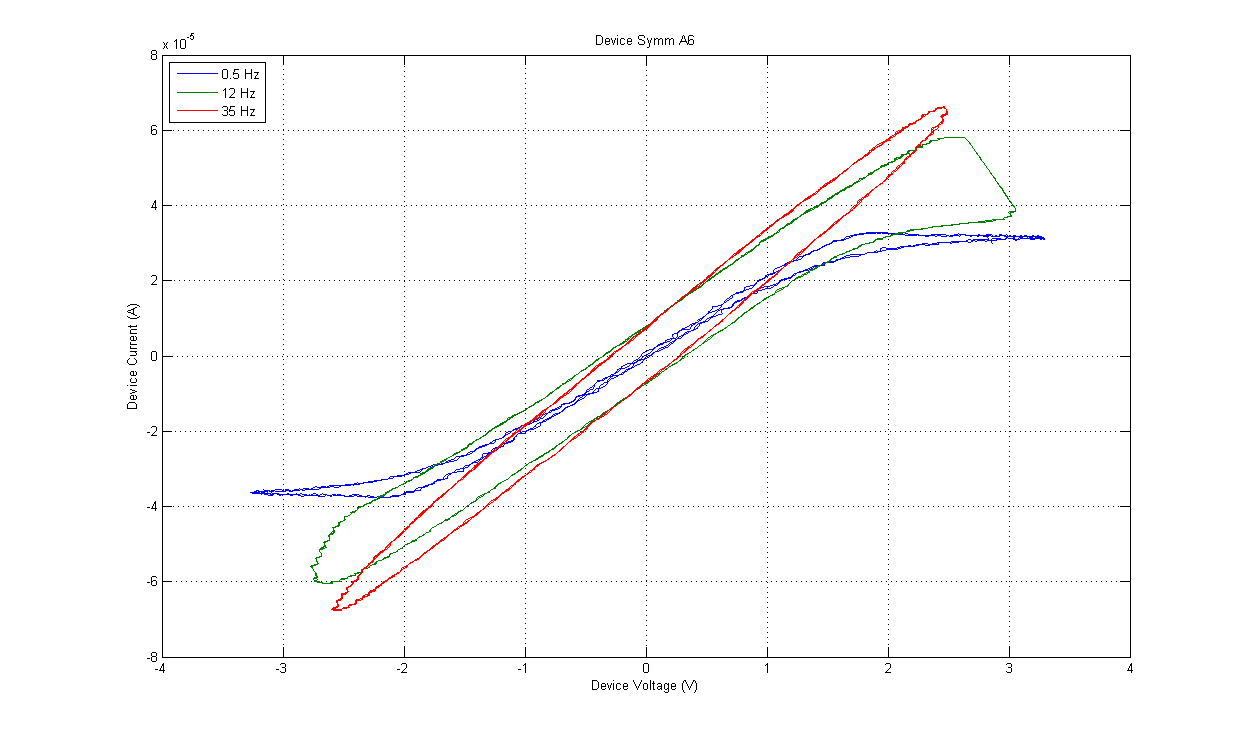 Device Symm A6
x 10-5
0.5 Hz
12 Hz
35 Hz
8
6
4
2
0
-2
-4
-6
-8
Device Current (A)
-4 -3 -2 -1 0 1 2 3 4
Device Voltage (V)